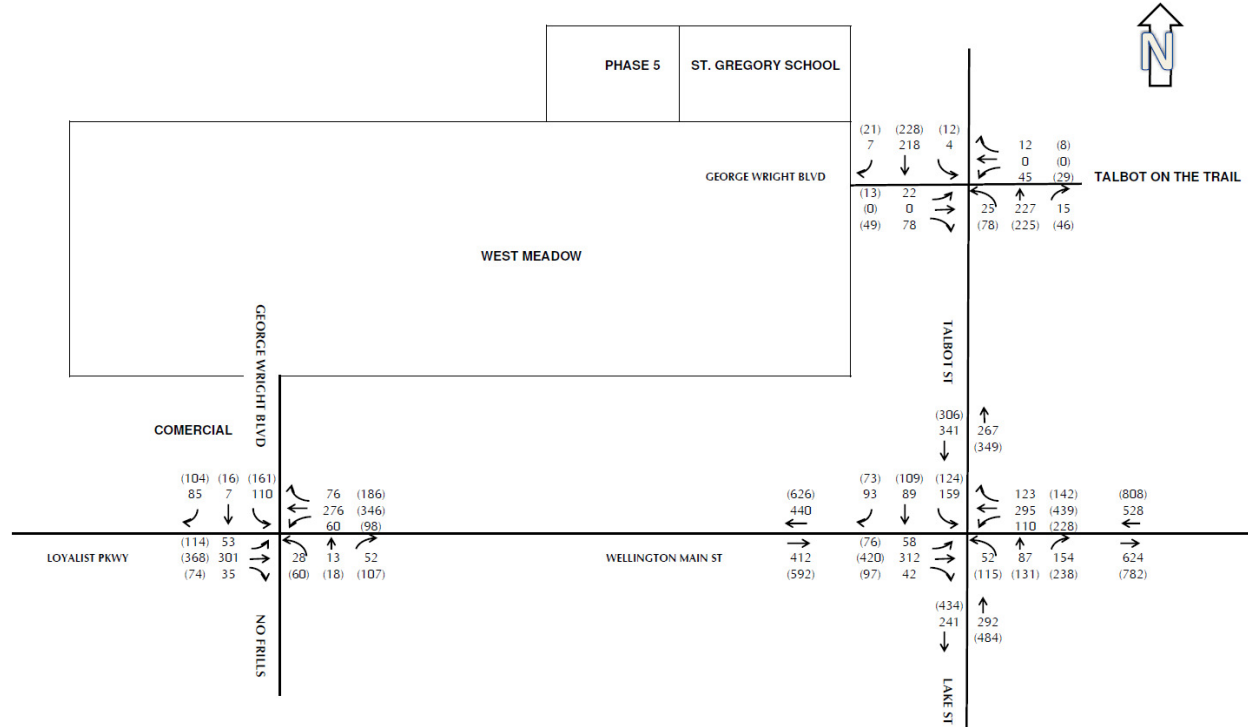 N
PHASE 5 ST. GREGORY SCHOOL
(21) (228) (12)
7 218 4 12 (8)
0 (0)
GEORGE WRIGHT BLVD 45 (29) TALBOT ON THE TRAIL
(13) 22
(0) 0 25 227 15
(49) 78 (78) (225) (46)
WEST MEADOW
GEORGE WRIGHT BLVD
TALBOT ST
(306)
341 267
(349)
COMERCIAL
(104) (16) (161)
85 7 110 76 (186)
276 (346)
60 (98)
(626)
440
(73) (109) (124)
93 89 159 123 (142) (808)
295 (439) 528
110 (228)
(114) 53
LOYALIST PKWY (368) 301 28 13 52
(74) 35 (60) (18) (107)
WELLINGTON MAIN ST 412
(592)
(76) 58
(420) 312 52 87 154 624
(97) 42 (115) (131) (238) (782)
NO FRILLS
(434)
241 292
(484)
LAKE ST